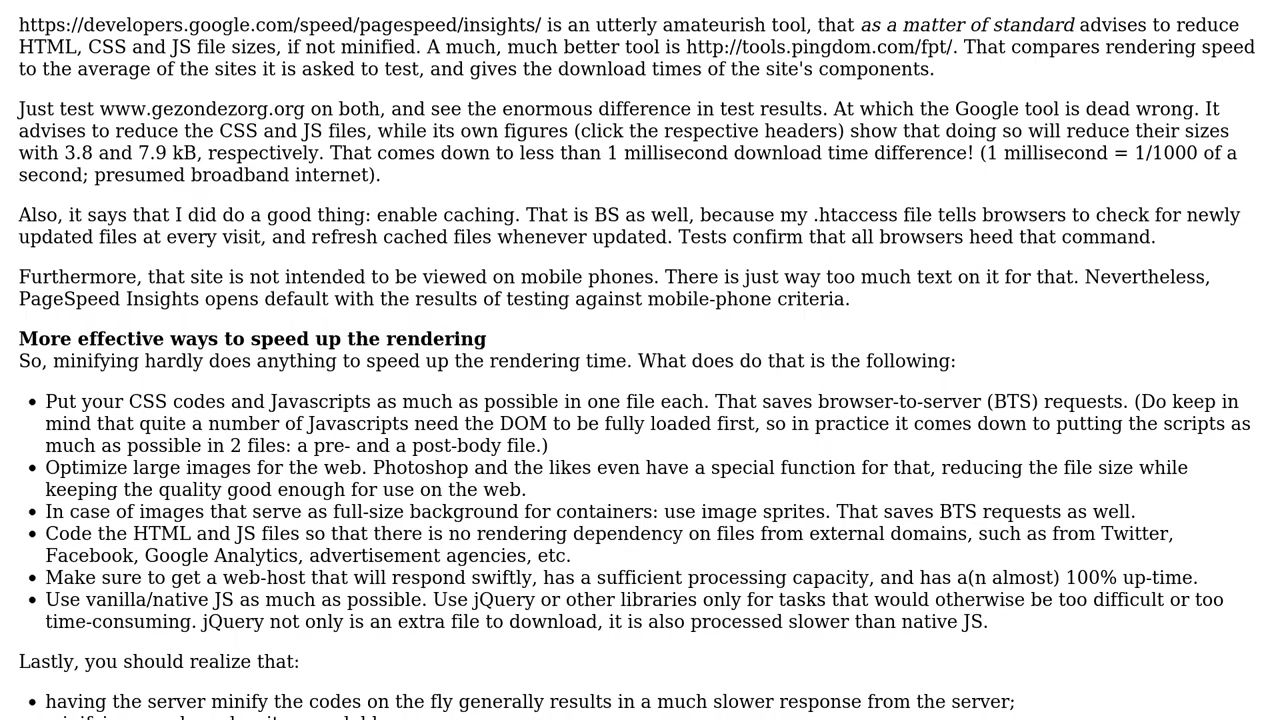 https://developers.google.com/speed/pagespeed/insights/ is an utterly amateurish tool, that as a matter of standard advises to reduce
HTML, CSS and JS file sizes, if not minified. A much, much better tool is http://tools.pingdom.com/fpt/. That compares rendering speed
to the average of the sites it is asked to test, and gives the download times of the site's components.
Just test www.gezondezorg.org on both, and see the enormous difference in test results. At which the Google tool is dead wrong. It
advises to reduce the CSS and JS files, while its own figures (click the respective headers) show that doing so will reduce their sizes
with 3.8 and 7.9 kB, respectively. That comes down to less than 1 millisecond download time difference! (1 millisecond = 1/1000 of a
second; presumed broadband internet).
Also, it says that I did do a good thing: enable caching. That is BS as well, because my .htaccess file tells browsers to check for newly
updated files at every visit, and refresh cached files whenever updated. Tests confirm that all browsers heed that command.
Furthermore, that site is not intended to be viewed on mobile phones. There is just way too much text on it for that. Nevertheless,
PageSpeed Insights opens default with the results of testing against mobile-phone criteria.
More effective ways to speed up the rendering
So, minifying hardly does anything to speed up the rendering time. What does do that is the following:
• Put your CSS codes and Javascripts as much as possible in one file each. That saves browser-to-server (BTS) requests. (Do keep in
mind that quite a number of Javascripts need the DOM to be fully loaded first, so in practice it comes down to putting the scripts as
much as possible in 2 files: a pre- and a post-body file.)
• Optimize large images for the web. Photoshop and the likes even have a special function for that, reducing the file size while
keeping the quality good enough for use on the web.
• In case of images that serve as full-size background for containers: use image sprites. That saves BTS requests as well.
• Code the HTML and JS files so that there is no rendering dependency on files from external domains, such as from Twitter,
Facebook, Google Analytics, advertisement agencies, etc.
• Make sure to get a web-host that will respond swiftly, has a sufficient processing capacity, and has a(n almost) 100% up-time.
• Use vanilla/native JS as much as possible. Use jQuery or other libraries only for tasks that would otherwise be too difficult or too
time-consuming. jQuery not only is an extra file to download, it is also processed slower than native JS.
Lastly, you should realize that:
• having the server minify the codes on the fly generally results in a much slower response from the server;